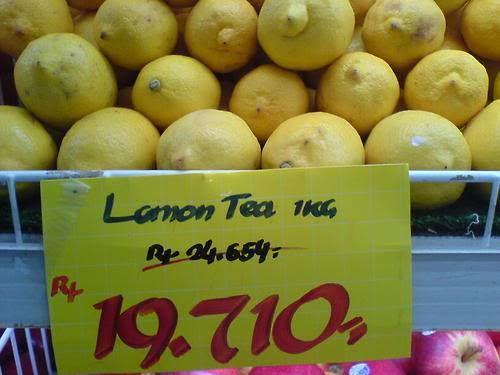 Lemon Tea 1KG
Rp 24.654,-
Rp 19.710,-